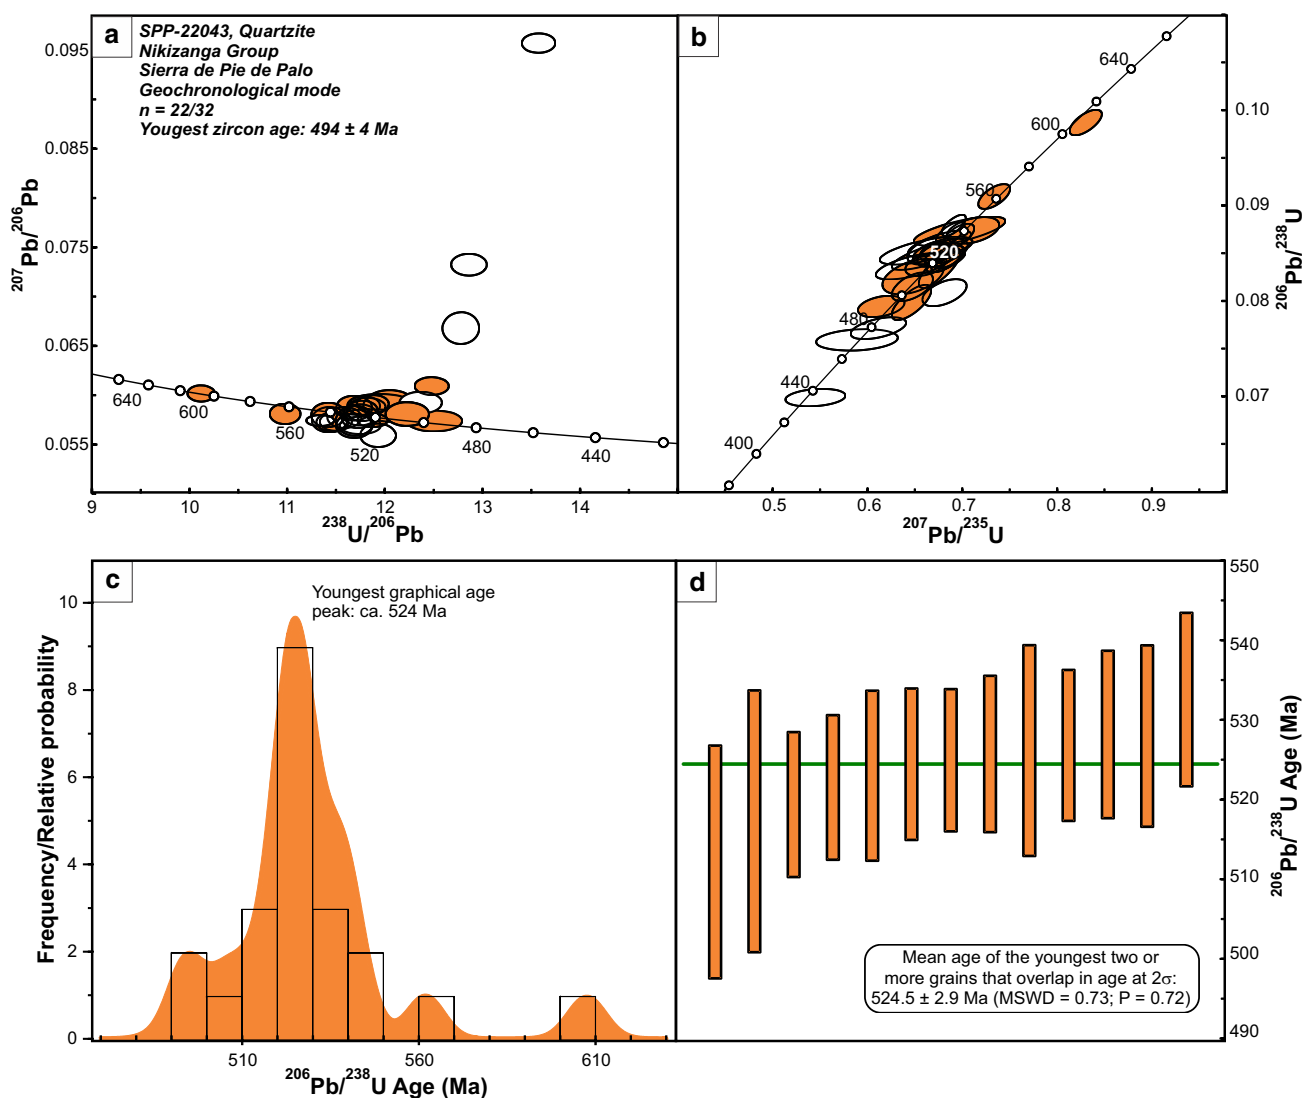 a
SPP-22043, Quartzite
Nikizanga Group
Sierra de Pie de Palo
Geochronological mode
n = 22/32
Yougest zircon age: 494 ± 4 Ma
0.095
0.085
0.075
0.065
0.055
207Pb/206Pb
640
600
560
520
480
440
9
10
11
12
13
14
238U/206Pb
b
640
600
560
520
480
440
400
0.10
0.09
0.08
0.07
206Pb/238U
0.5
0.6
0.7
0.8
0.9
207Pb/235U
c
Youngest graphical age
peak: ca. 524 Ma
10
8
6
4
2
0
Frequency/Relative probability
510
560
610
206Pb/238U Age (Ma)
d
550
540
530
520
510
500
490
206Pb/238U Age (Ma)
Mean age of the youngest two or
more grains that overlap in age at 2σ:
524.5 ± 2.9 Ma (MSWD = 0.73; P = 0.72)